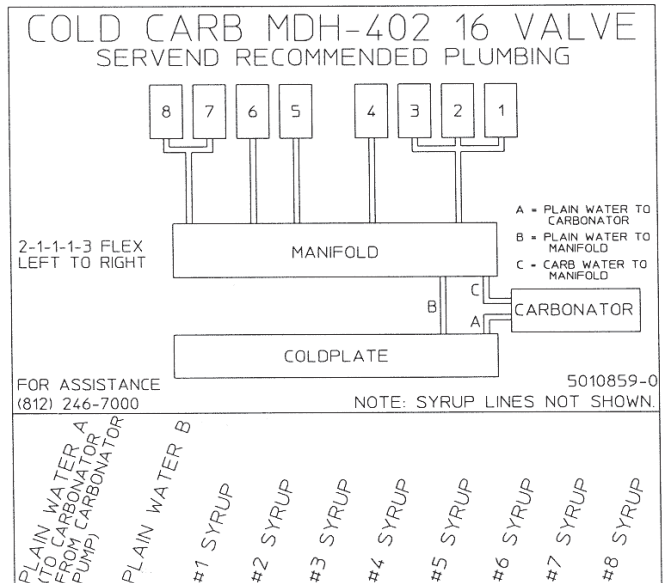 COLD CARB MDH-402 16 VALVE
SERVEND RECOMMENDED PLUMBING
8 7 6 5 4 3 2 1
A = PLAIN WATER TO
CARBONATOR
B = PLAIN WATER TO
MANIFOLD
C = CARB WATER TO
MANIFOLD
2-1-1-1-3 FLEX
LEFT TO RIGHT
MANIFOLD
B
C
A
CARBONATOR
COLDPLATE
FOR ASSISTANCE
(812) 246-7000
5010859-0
NOTE: SYRUP LINES NOT SHOWN.
PLAIN WATER A
(TO CARBONATOR
FROM CARBONATOR
PUMP)
PLAIN WATER B
#1 SYRUP
#2 SYRUP
#3 SYRUP
#4 SYRUP
#5 SYRUP
#6 SYRUP
#7 SYRUP
#8 SYRUP